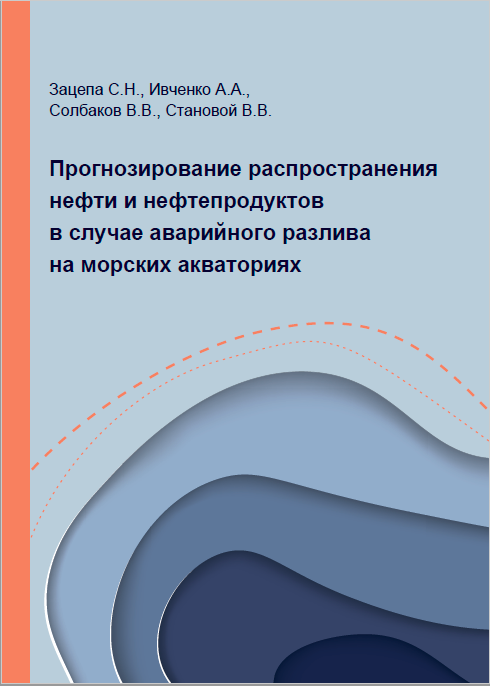 Зацепа С.Н., Ивченко А.А.,
Солбаков В.В., Становой В.В.
Прогнозирование распространения
нефти и нефтепродуктов
в случае аварийного разлива
на морских акваториях